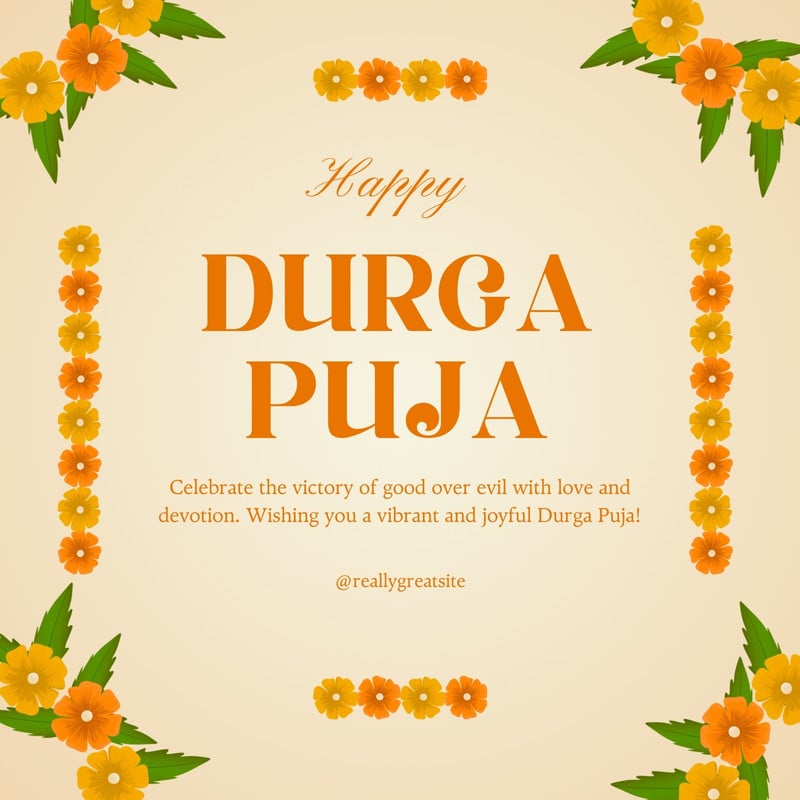 Happy
DURGA
PUJA
Celebrate the victory of good over evil with love and
devotion. Wishing you a vibrant and joyful Durga Puja!
@reallygreatsite